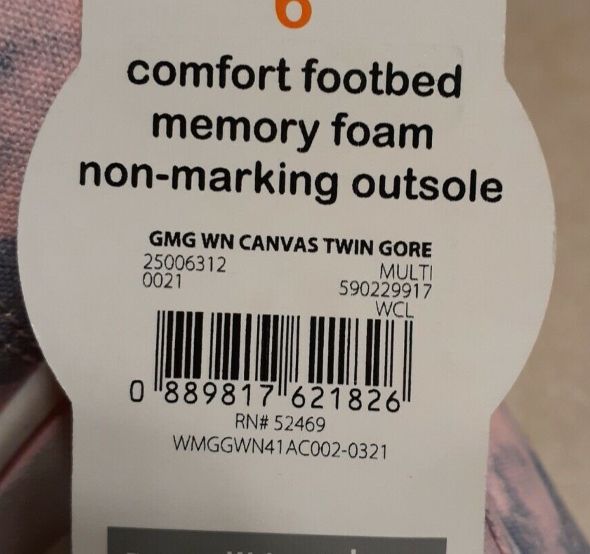 6
comfort footbed
memory foam
non-marking outsole
GMG WN CANVAS TWIN GORE
25006312 MULTI
0021 590229917
WCL
0 889817 621826
RN# 52469
WMGGWN41AC002-0321